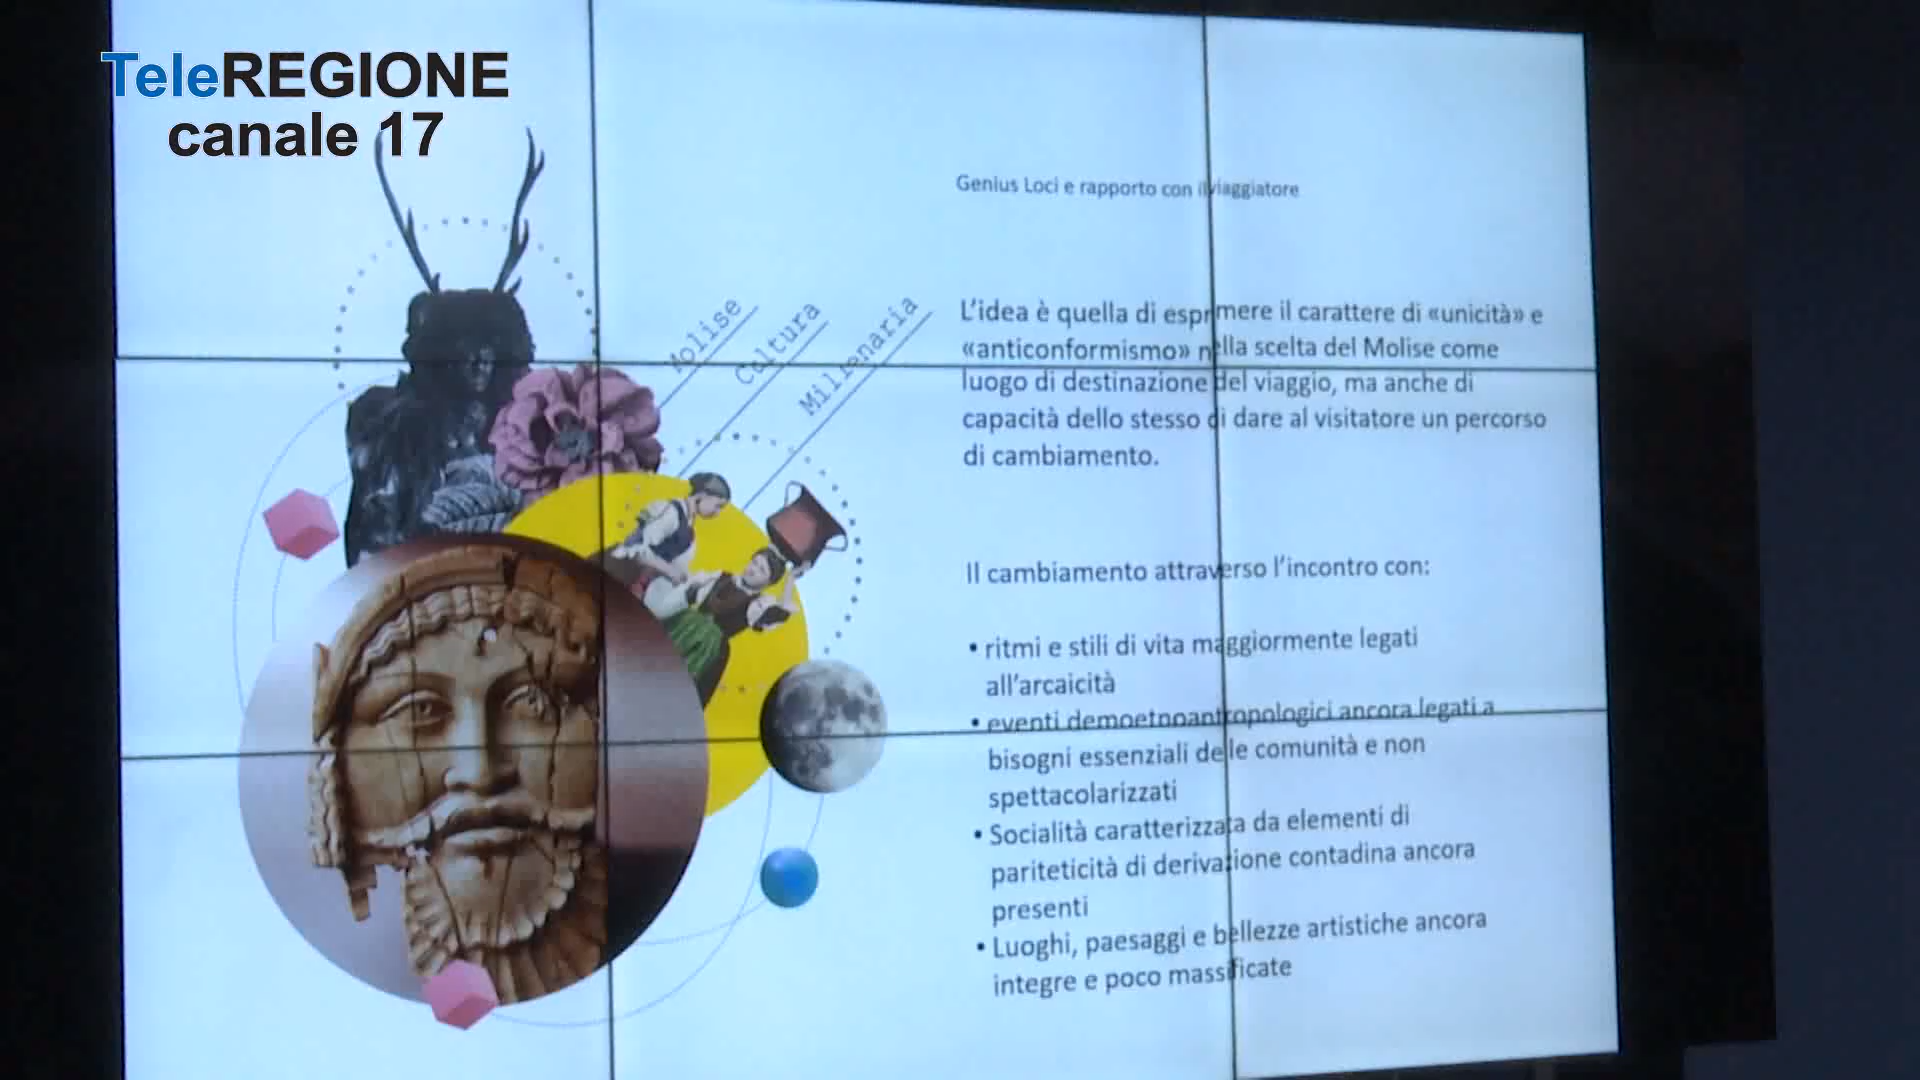 TeleREGIONE
canale 17
Genius Loci e rapporto con il viaggiatore
Molise
Cultura
Millenaria
L'idea è quella di esprimere il carattere di «unicità» e
«anticonformismo» nella scelta del Molise come
luogo di destinazione del viaggio, ma anche di
capacità dello stesso di dare al visitatore un percorso
di cambiamento.
Il cambiamento attraverso l'incontro con:
• ritmi e stili di vita maggiormente legati
all'arcaicità
• eventi demoetnoantropologici ancora legati a
bisogni essenziali delle comunità e non
spettacolarizzati
• Socialità caratterizzata da elementi di
pariteticità di derivazione contadina ancora
presenti
• Luoghi, paesaggi e bellezze artistiche ancora
integre e poco massificate